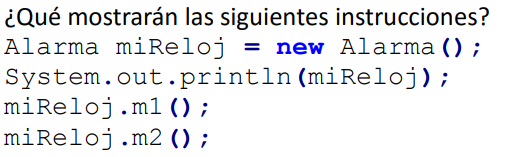 ¿Qué mostrarán las siguientes instrucciones?
Alarma miReloj = new Alarma();
System.out.println(miReloj);
miReloj.m1();
miReloj.m2();